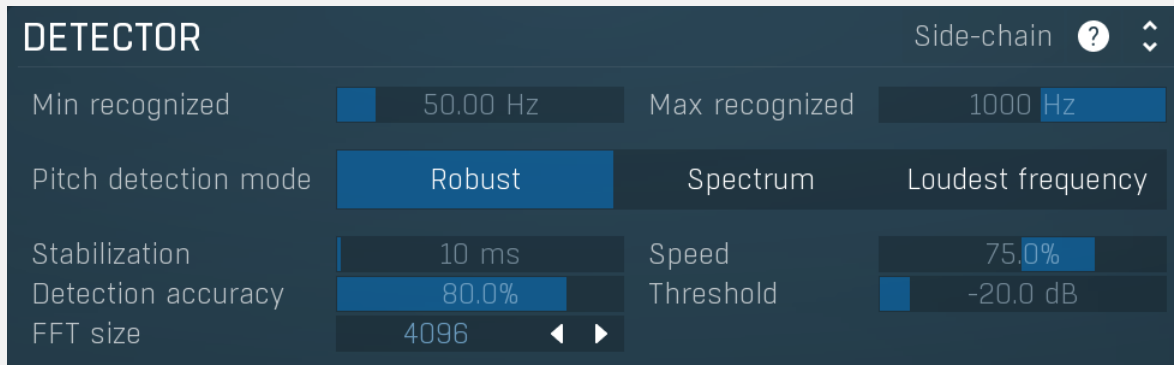 DETECTOR Side-chain ?
Min recognized 50.00 Hz Max recognized 1000 Hz
Pitch detection mode Robust Spectrum Loudest frequency
Stabilization 10 ms Speed 75.0%
Detection accuracy 80.0% Threshold -20.0 dB
FFT size 4096